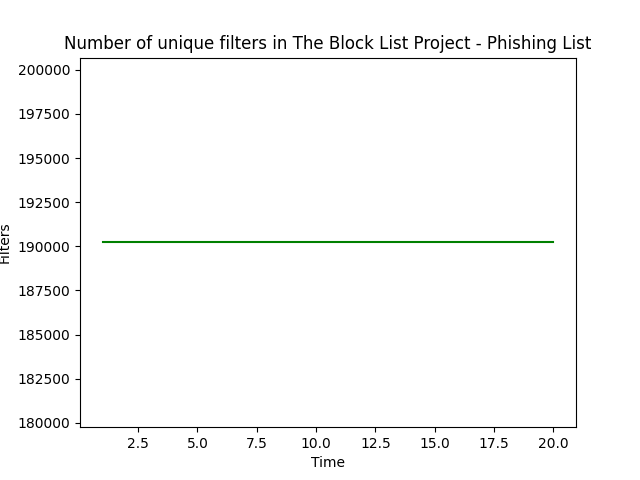 Number of unique filters in The Block List Project - Phishing List
200000
197500
195000
192500
190000
187500
185000
182500
180000
Filters
2.5 5.0 7.5 10.0 12.5 15.0 17.5 20.0
Time